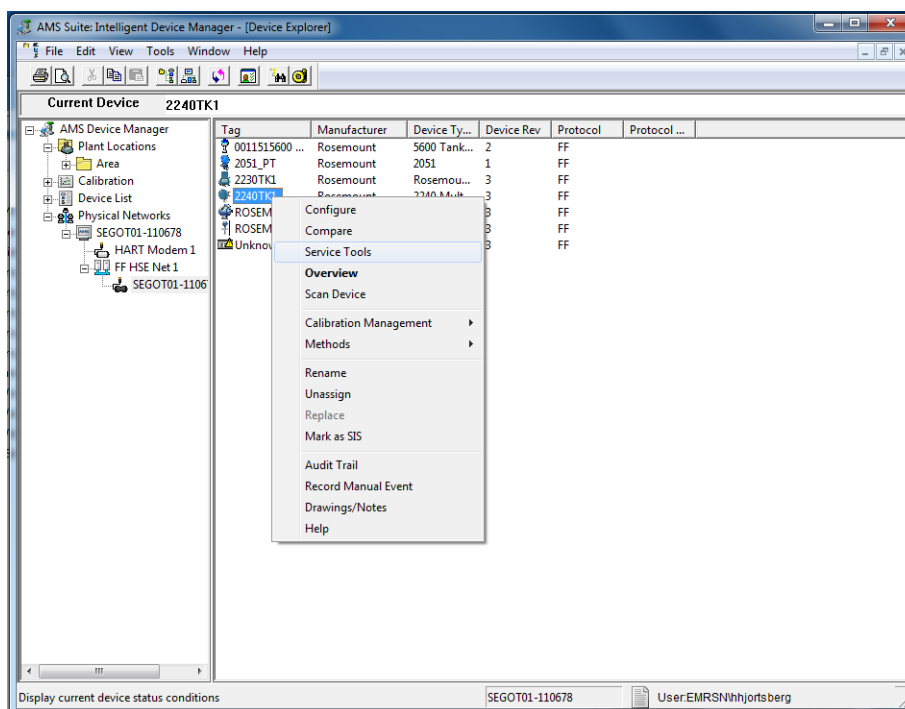 AMS Suite: Intelligent Device Manager - [Device Explorer]
File Edit View Tools Window Help
Current Device 2240TK1
AMS Device Manager
Plant Locations
Area
Calibration
Device List
Physical Networks
SEGOT01-110678
HART Modem 1
FF HSE Net 1
SEGOT01-1106
Tag Manufacturer Device Ty... Device Rev Protocol Protocol ...
0011515600 ... Rosemount 5600 Tank... 2 FF
2051_PT Rosemount 2051 1 FF
2230TK1 Rosemount Rosemou... 3 FF
2240TK1 Rosemount 2240 Mult... 3 FF
ROSEM 3 FF
ROSEM 3 FF
Unknov 3 FF
Configure
Compare
Service Tools
Overview
Scan Device
Calibration Management
Methods
Rename
Unassign
Replace
Mark as SIS
Audit Trail
Record Manual Event
Drawings/Notes
Help
Display current device status conditions SEGOT01-110678 User:EMRSN\hhjortsberg